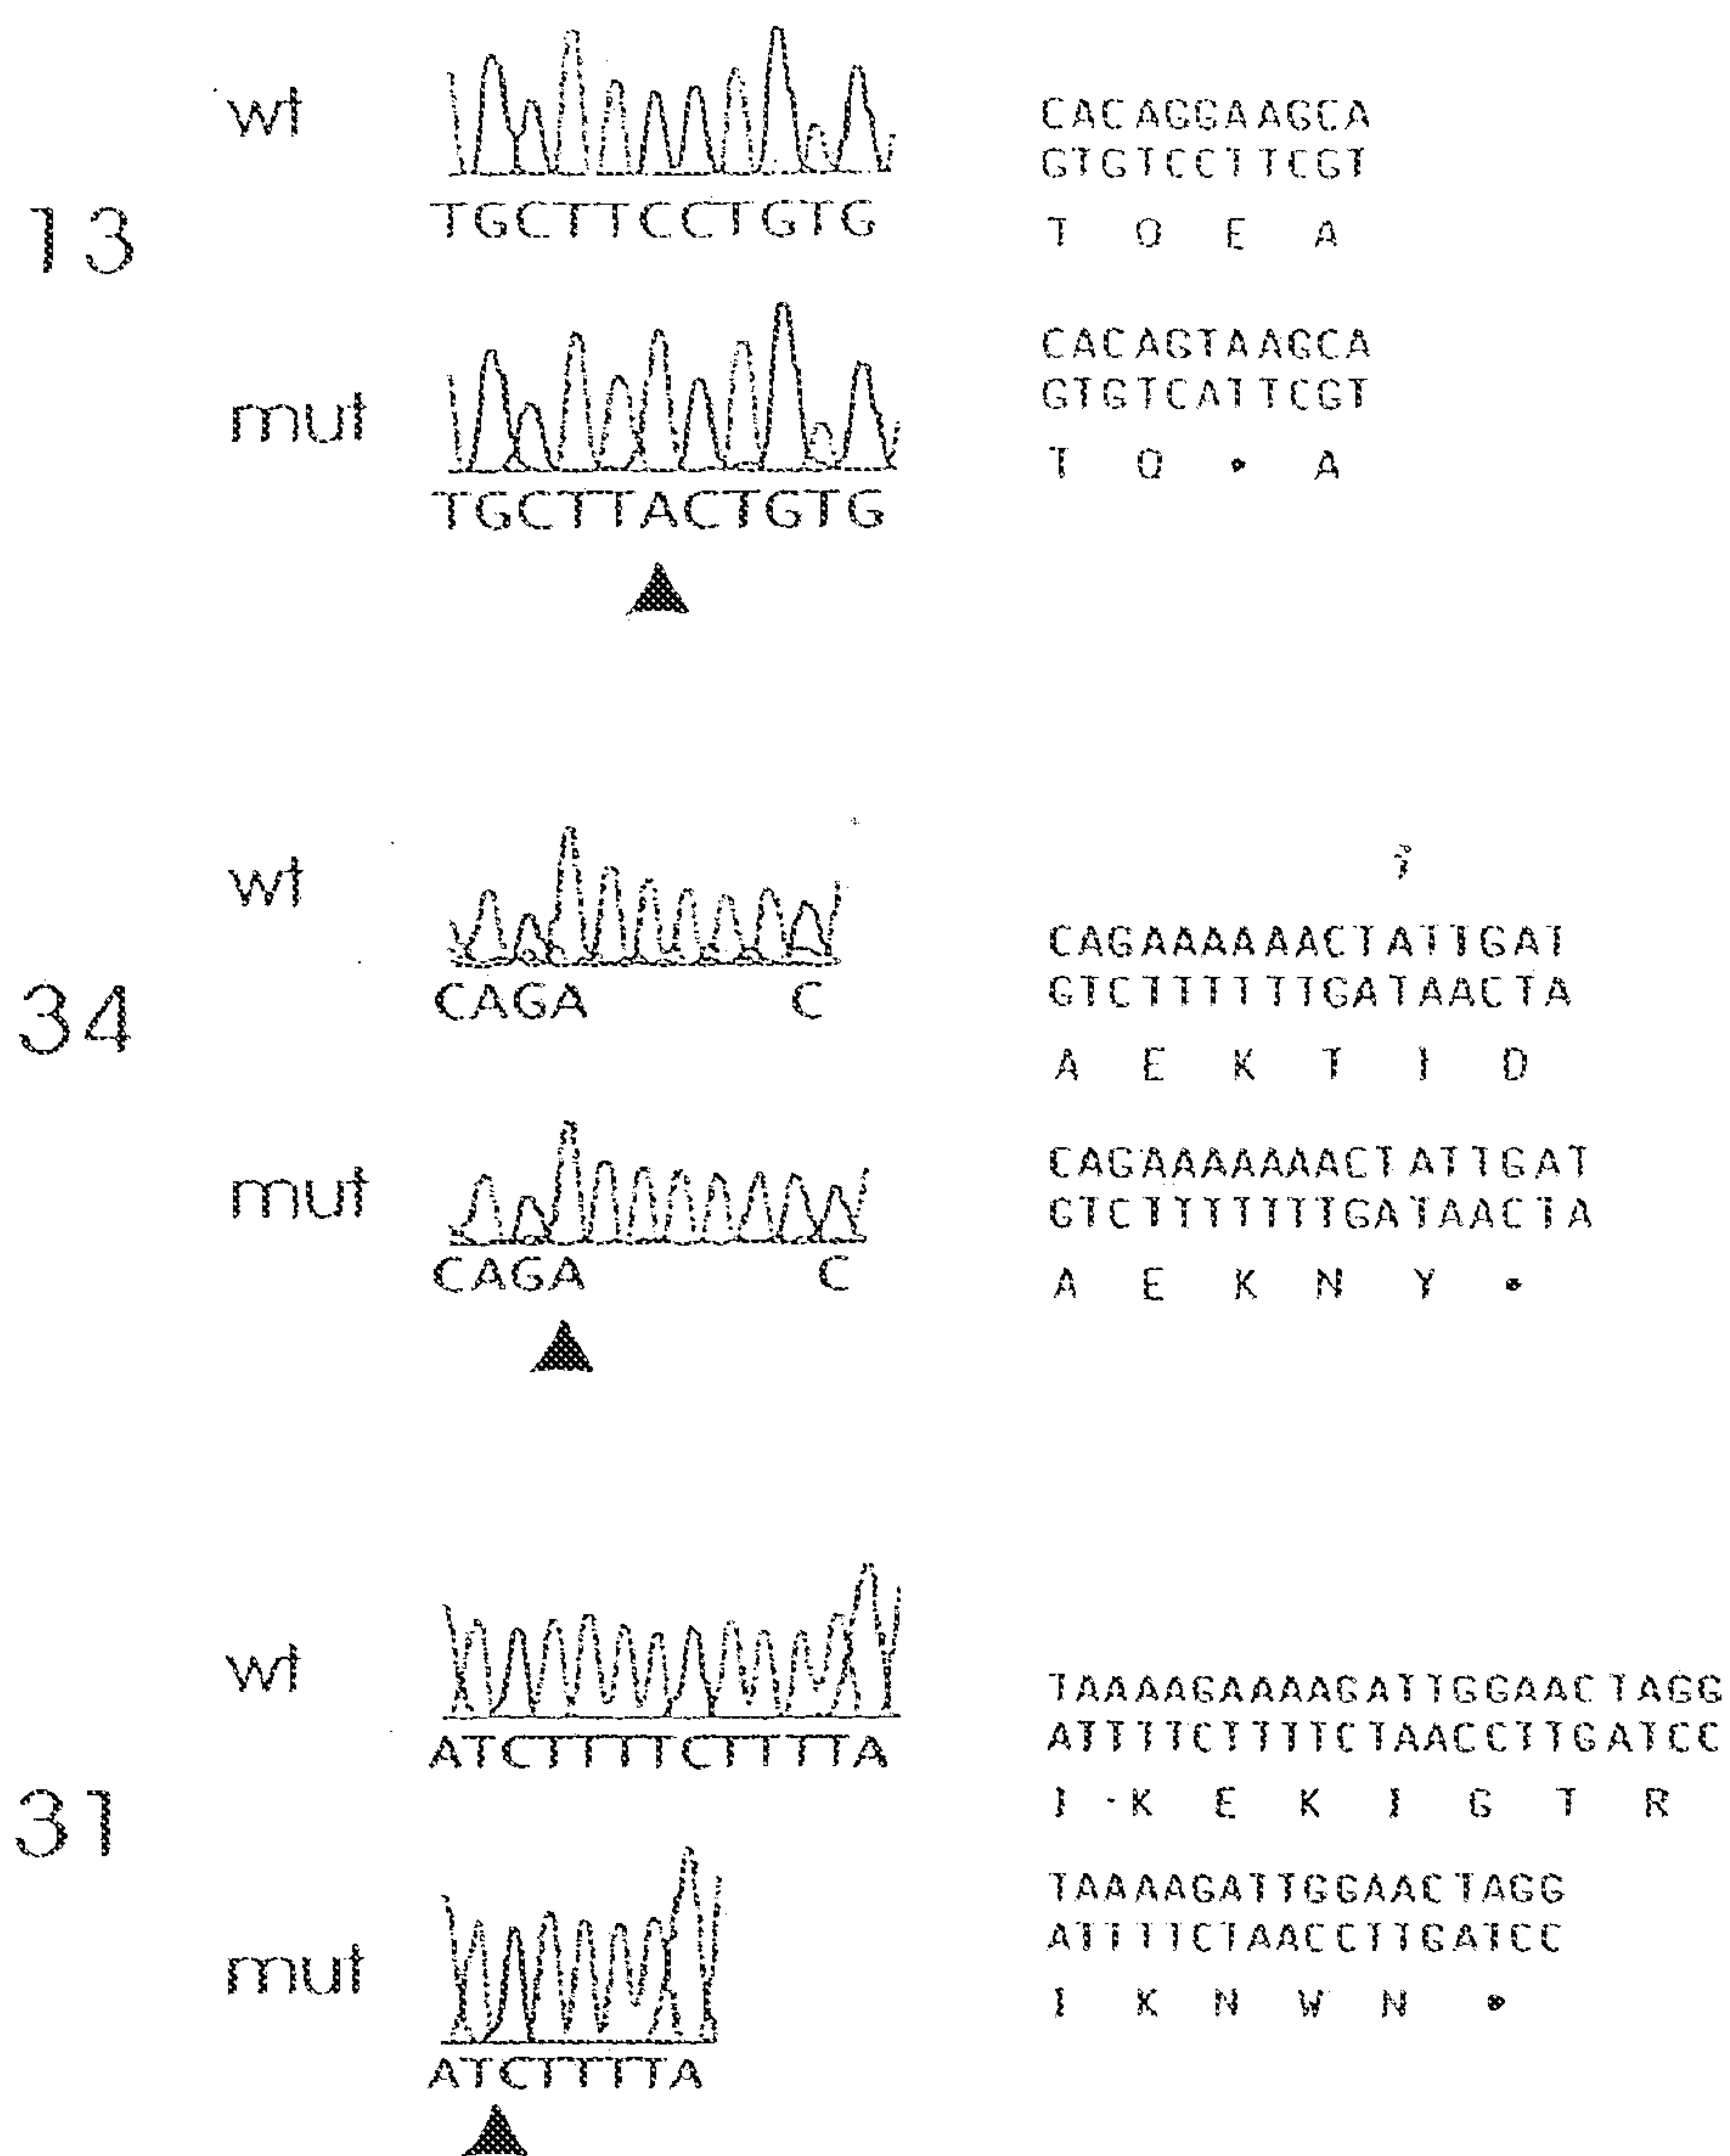 wt
TGCTTCCTGTG
CACAGGAAGCA
GTGTCCTTCGT
T Q E A
13
mut
TGCTTACTGTG
CACAGTAAGCA
GTGTCATTCGT
T Q • A
wt
CAGA C
CAGAAAAAACTATTGAT
GTCTTTTTTGATAACTA
A E K T I D
34
mut
CAGA C
CAGAAAAAAACTATTGAT
GTCTTTTTTTGATAACTA
A E K N Y •
wt
ATCTTTTCTTTTA
TAAAAGAAAAGATTGGAACTAGG
ATTTTCTTTTCTAACCTTGATCC
I K E K I G T R
31
mut
ATCTTTTA
TAAAAGATTGGAACTAGG
ATTTTCTAACCTTGATCC
I K N W N •